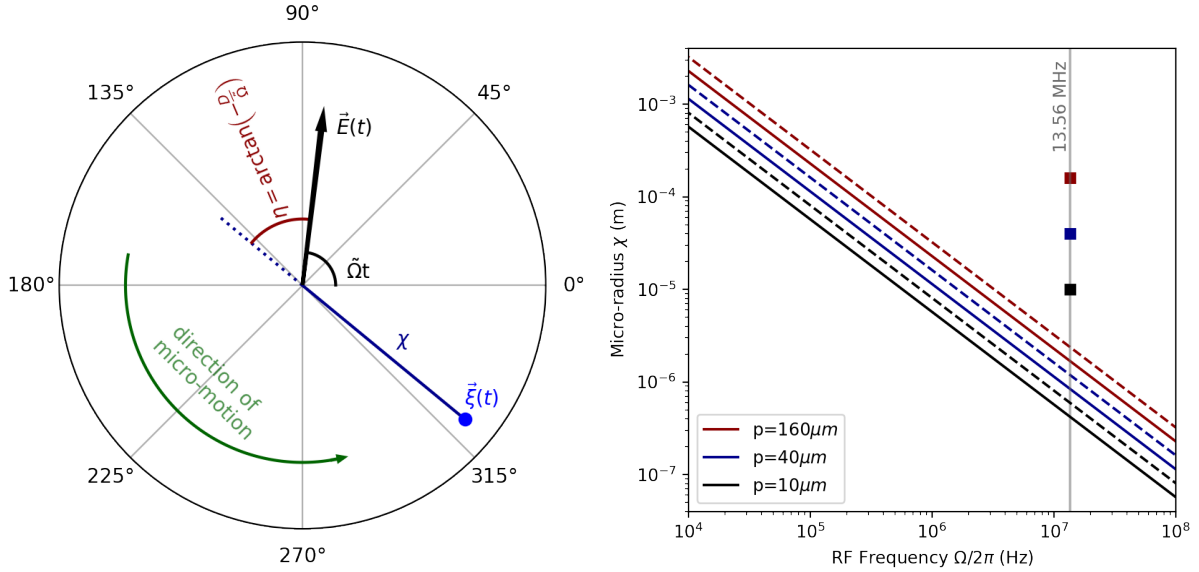 90°
135°
45°
η = arctan(-D/Ω̃)
E⃗(t)
Ω̃t
180°
0°
χ
direction of
micro-motion
ξ⃗(t)
225°
315°
270°
Micro-radius χ (m)
10⁻³
10⁻⁴
10⁻⁵
10⁻⁶
10⁻⁷
13.56 MHz
p=160μm
p=40μm
p=10μm
10⁴
10⁵
10⁶
10⁷
10⁸
RF Frequency Ω/2π (Hz)